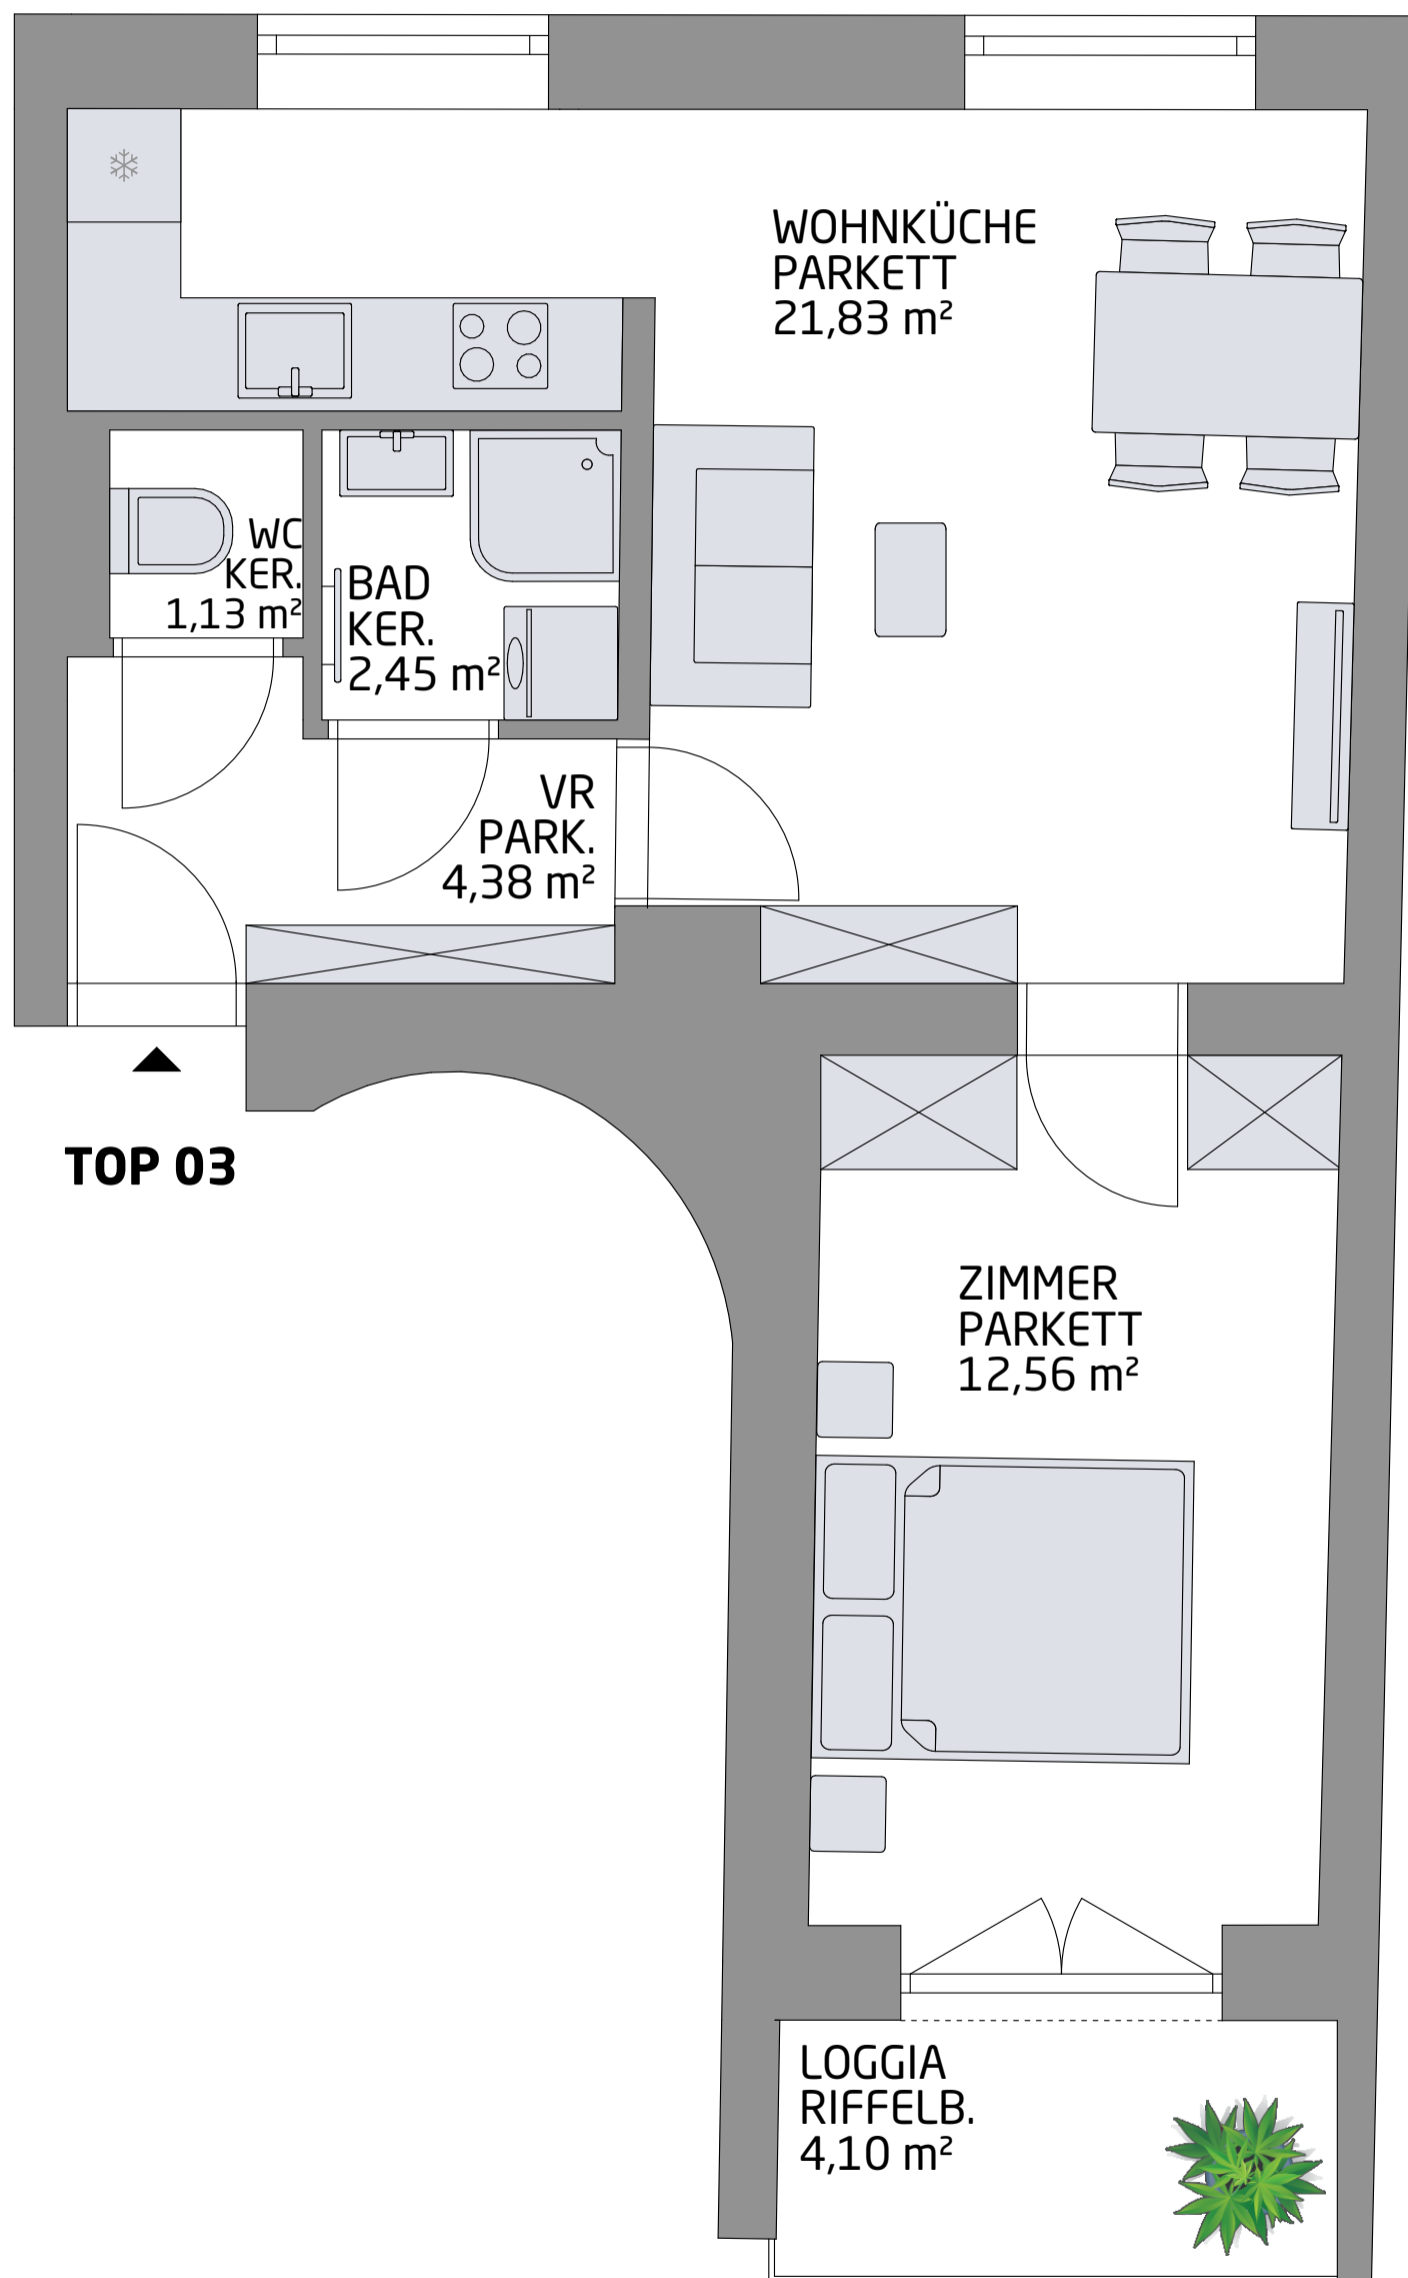 WOHNKÜCHE
PARKETT
21,83 m²
WC
KER.
1,13 m²
BAD
KER.
2,45 m²
VR
PARK.
4,38 m²
TOP 03
ZIMMER
PARKETT
12,56 m²
LOGGIA
RIFFELB.
4,10 m²